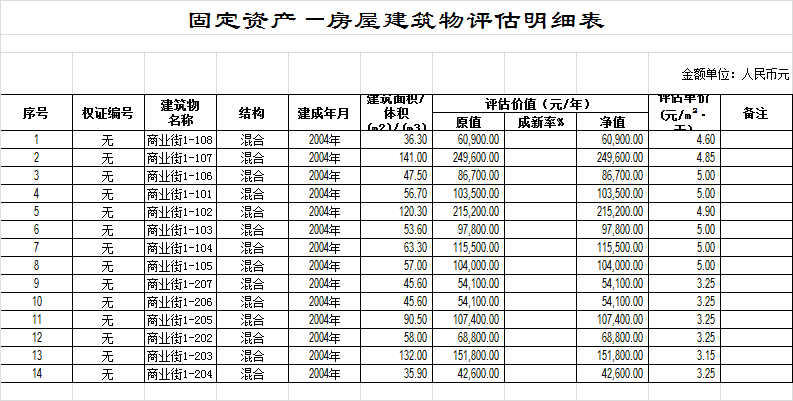 固定资产－房屋建筑物评估明细表
金额单位：人民币元
序号 权证编号 建筑物名称 结构 建成年月 建筑面积/体积(m2)/(m3) 评估价值（元/年） 评估单价(元/m²·天) 备注
原值 成新率% 净值
1 无 商业街1-108 混合 2004年 36.30 60,900.00 60,900.00 4.60
2 无 商业街1-107 混合 2004年 141.00 249,600.00 249,600.00 4.85
3 无 商业街1-106 混合 2004年 47.50 86,700.00 86,700.00 5.00
4 无 商业街1-101 混合 2004年 56.70 103,500.00 103,500.00 5.00
5 无 商业街1-102 混合 2004年 120.30 215,200.00 215,200.00 4.90
6 无 商业街1-103 混合 2004年 53.60 97,800.00 97,800.00 5.00
7 无 商业街1-104 混合 2004年 63.30 115,500.00 115,500.00 5.00
8 无 商业街1-105 混合 2004年 57.00 104,000.00 104,000.00 5.00
9 无 商业街1-207 混合 2004年 45.60 54,100.00 54,100.00 3.25
10 无 商业街1-206 混合 2004年 45.60 54,100.00 54,100.00 3.25
11 无 商业街1-205 混合 2004年 90.50 107,400.00 107,400.00 3.25
12 无 商业街1-202 混合 2004年 58.00 68,800.00 68,800.00 3.25
13 无 商业街1-203 混合 2004年 132.00 151,800.00 151,800.00 3.15
14 无 商业街1-204 混合 2004年 35.90 42,600.00 42,600.00 3.25